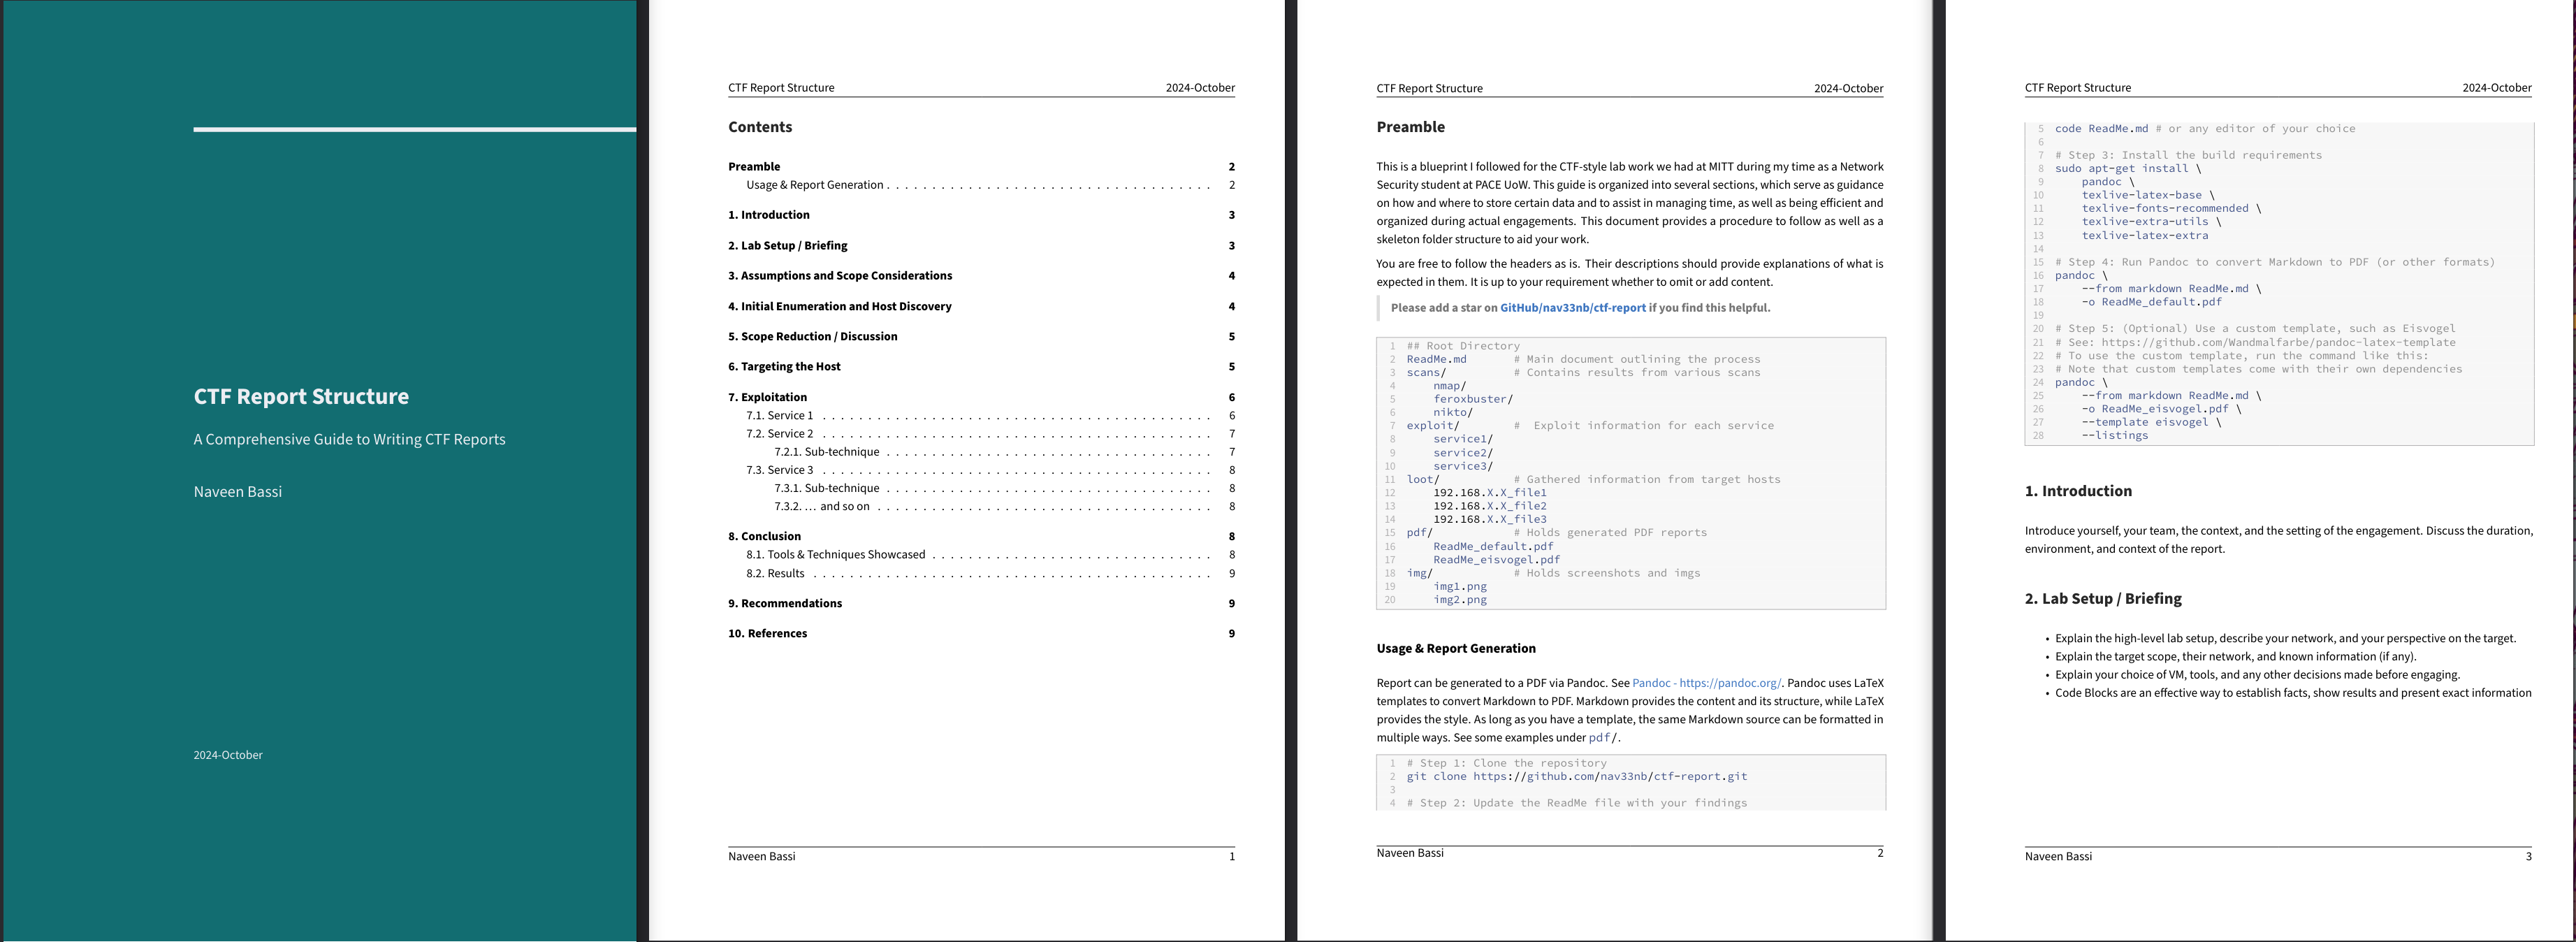 CTF Report Structure
A Comprehensive Guide to Writing CTF Reports
Naveen Bassi
2024-October
CTF Report Structure 2024-October
Contents
Preamble 2
Usage & Report Generation . . . . . . . . . . . . . . . . . . . . . . . . . . . . . . . . . . . . 2
1. Introduction 3
2. Lab Setup / Briefing 3
3. Assumptions and Scope Considerations 4
4. Initial Enumeration and Host Discovery 4
5. Scope Reduction / Discussion 5
6. Targeting the Host 5
7. Exploitation 6
7.1. Service 1 . . . . . . . . . . . . . . . . . . . . . . . . . . . . . . . . . . . . . . . . . . . 6
7.2. Service 2 . . . . . . . . . . . . . . . . . . . . . . . . . . . . . . . . . . . . . . . . . . . 7
7.2.1. Sub-technique . . . . . . . . . . . . . . . . . . . . . . . . . . . . . . . . . . . . 7
7.3. Service 3 . . . . . . . . . . . . . . . . . . . . . . . . . . . . . . . . . . . . . . . . . . . 8
7.3.1. Sub-technique . . . . . . . . . . . . . . . . . . . . . . . . . . . . . . . . . . . . 8
7.3.2. ... and so on . . . . . . . . . . . . . . . . . . . . . . . . . . . . . . . . . . . . . 8
8. Conclusion 8
8.1. Tools & Techniques Showcased . . . . . . . . . . . . . . . . . . . . . . . . . . . . . . . 8
8.2. Results . . . . . . . . . . . . . . . . . . . . . . . . . . . . . . . . . . . . . . . . . . . . 9
9. Recommendations 9
10. References 9
Naveen Bassi 1
CTF Report Structure 2024-October
Preamble
This is a blueprint I followed for the CTF-style lab work we had at MITT during my time as a Network
Security student at PACE UoW. This guide is organized into several sections, which serve as guidance
on how and where to store certain data and to assist in managing time, as well as being efficient and
organized during actual engagements. This document provides a procedure to follow as well as a
skeleton folder structure to aid your work.
You are free to follow the headers as is. Their descriptions should provide explanations of what is
expected in them. It is up to your requirement whether to omit or add content.
Please add a star on GitHub/nav33nb/ctf-report if you find this helpful.
1 ## Root Directory
2 ReadMe.md # Main document outlining the process
3 scans/ # Contains results from various scans
4 nmap/
5 feroxbuster/
6 nikto/
7 exploit/ #  Exploit information for each service
8 service1/
9 service2/
10 service3/
11 loot/ # Gathered information from target hosts
12 192.168.X.X_file1
13 192.168.X.X_file2
14 192.168.X.X_file3
15 pdf/ # Holds generated PDF reports
16 ReadMe_default.pdf
17 ReadMe_eisvogel.pdf
18 img/ # Holds screenshots and imgs
19 img1.png
20 img2.png
Usage & Report Generation
Report can be generated to a PDF via Pandoc. See Pandoc - https://pandoc.org/. Pandoc uses LaTeX
templates to convert Markdown to PDF. Markdown provides the content and its structure, while LaTeX
provides the style. As long as you have a template, the same Markdown source can be formatted in
multiple ways. See some examples under pdf/.
1 # Step 1: Clone the repository
2 git clone https://github.com/nav33nb/ctf-report.git
3
4 # Step 2: Update the ReadMe file with your findings
Naveen Bassi 2
CTF Report Structure 2024-October
5 code ReadMe.md # or any editor of your choice
6
7 # Step 3: Install the build requirements
8 sudo apt-get install \
9 pandoc \
10 texlive-latex-base \
11 texlive-fonts-recommended \
12 texlive-extra-utils \
13 texlive-latex-extra
14
15 # Step 4: Run Pandoc to convert Markdown to PDF (or other formats)
16 pandoc \
17 --from markdown ReadMe.md \
18 -o ReadMe_default.pdf
19
20 # Step 5: (Optional) Use a custom template, such as Eisvogel
21 # See: https://github.com/Wandmalfarbe/pandoc-latex-template
22 # To use the custom template, run the command like this:
23 # Note that custom templates come with their own dependencies
24 pandoc \
25 --from markdown ReadMe.md \
26 -o ReadMe_eisvogel.pdf \
27 --template eisvogel \
28 --listings
1. Introduction
Introduce yourself, your team, the context, and the setting of the engagement. Discuss the duration,
environment, and context of the report.
2. Lab Setup / Briefing
• Explain the high-level lab setup, describe your network, and your perspective on the target.
• Explain the target scope, their network, and known information (if any).
• Explain your choice of VM, tools, and any other decisions made before engaging.
• Code Blocks are an effective way to establish facts, show results and present exact information
Naveen Bassi 3